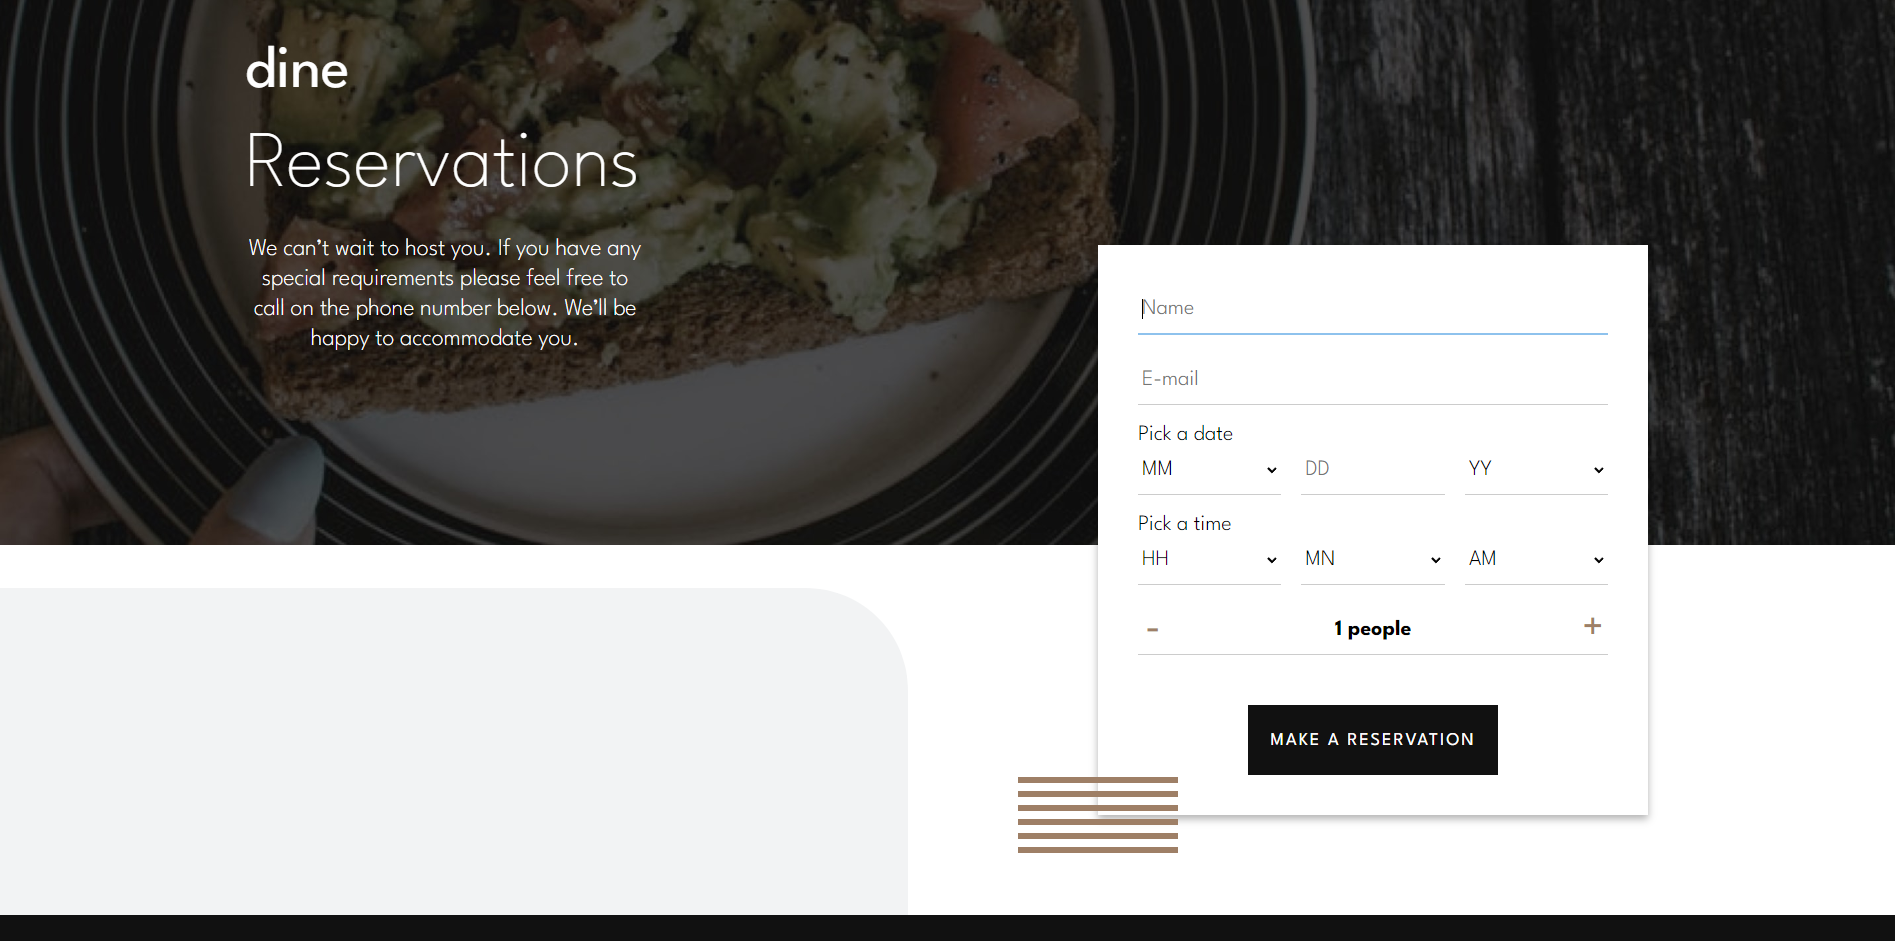 dine
Reservations
We can’t wait to host you. If you have any
special requirements please feel free to
call on the phone number below. We’ll be
happy to accommodate you.
Name
E-mail
Pick a date
MM DD YY
Pick a time
HH MN AM
- 1 people +
MAKE A RESERVATION